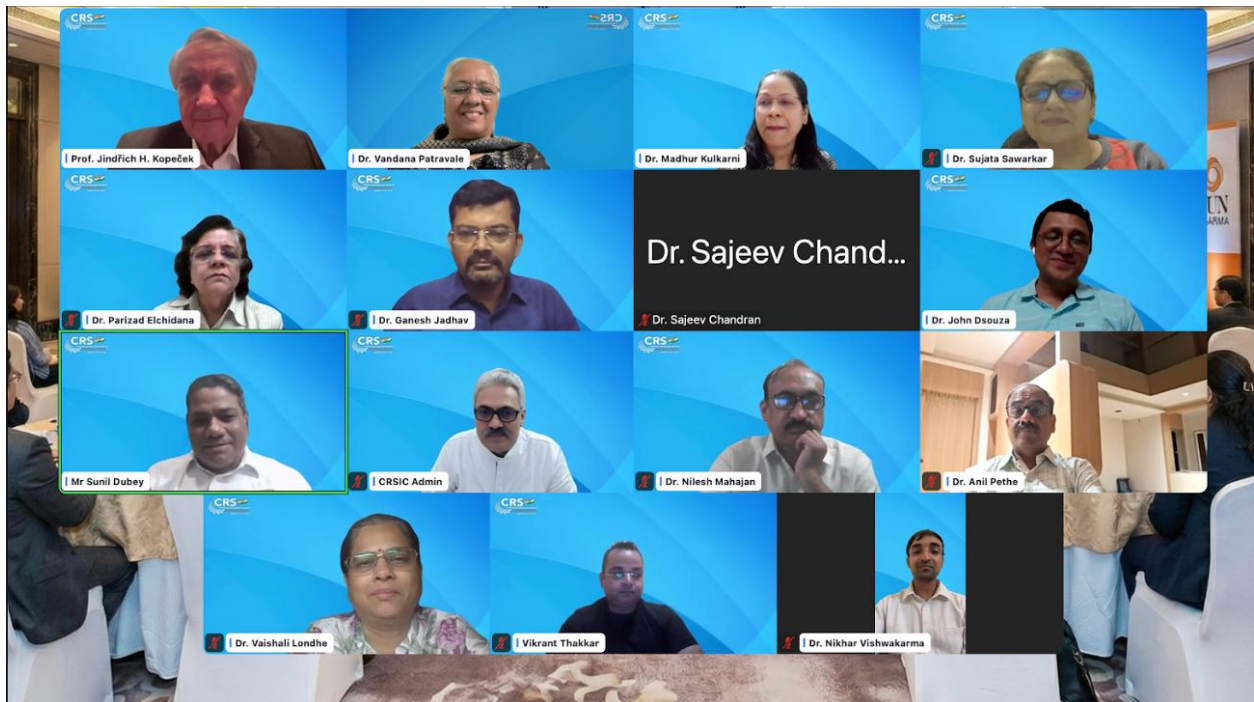 CRS
CRS
CRS
CRS
Prof. Jindřich H. Kopeček
Dr. Vandana Patravale
Dr. Madhur Kulkarni
Dr. Sujata Sawarkar
CRS
CRS
Dr. Sajeev Chand...
CRS
UN
Dr. Parizad Elchidana
Dr. Ganesh Jadhav
Dr. Sajeev Chandran
Dr. John Dsouza
CRS
CRS
CRS
Mr Sunil Dubey
CRSIC Admin
Dr. Nilesh Mahajan
Dr. Anil Pethe
CRS
CRS
Dr. Vaishali Londhe
Vikrant Thakkar
Dr. Nikhar Vishwakarma